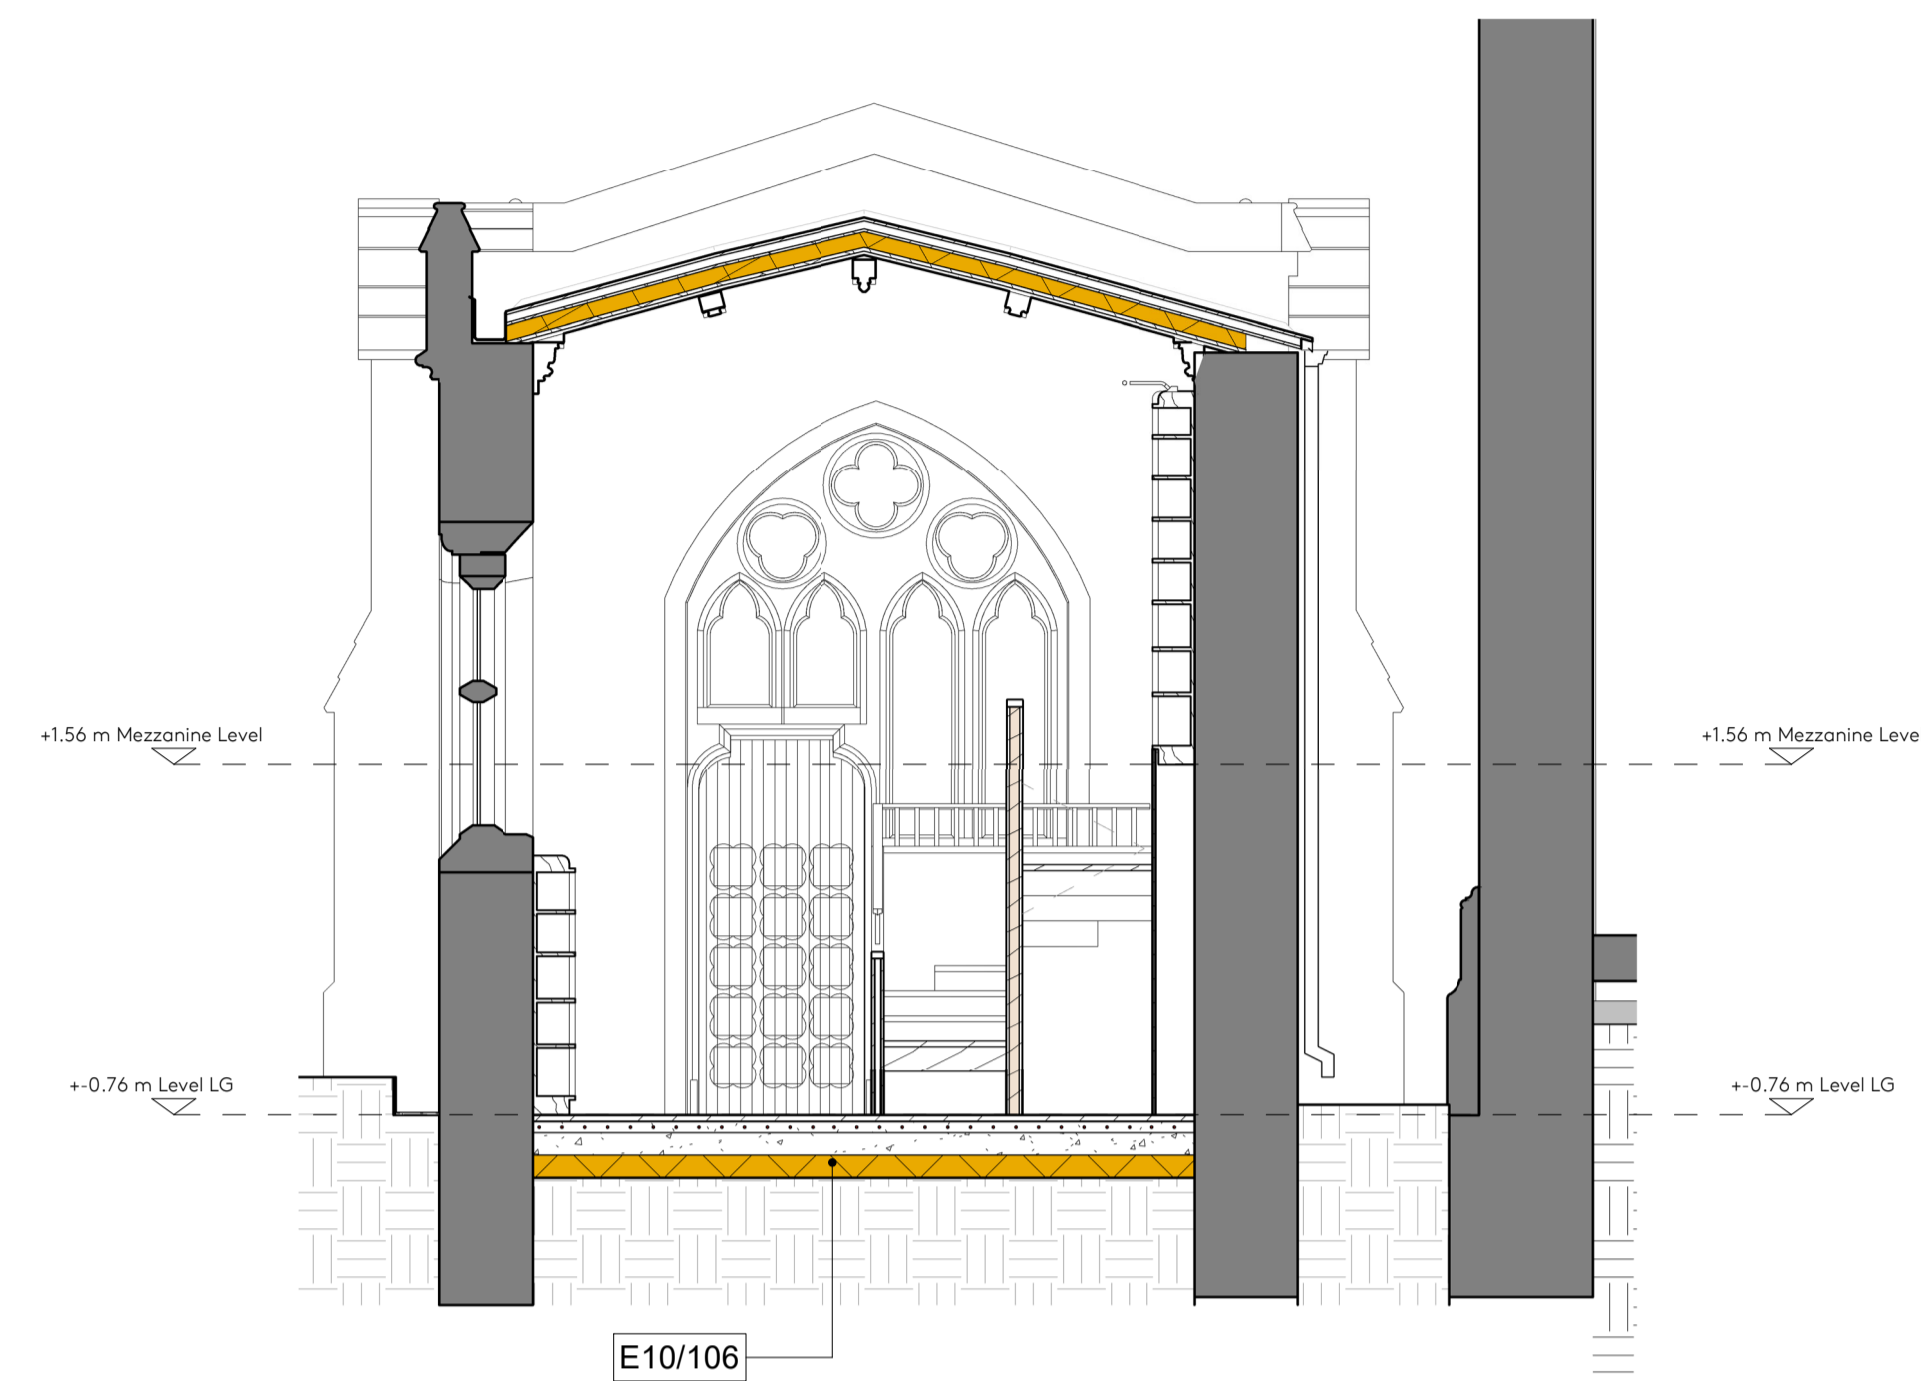 +1.56 m Mezzanine Level
+1.56 m Mezzanine Leve
+-0.76 m Level LG
+-0.76 m Level LG
E10/106